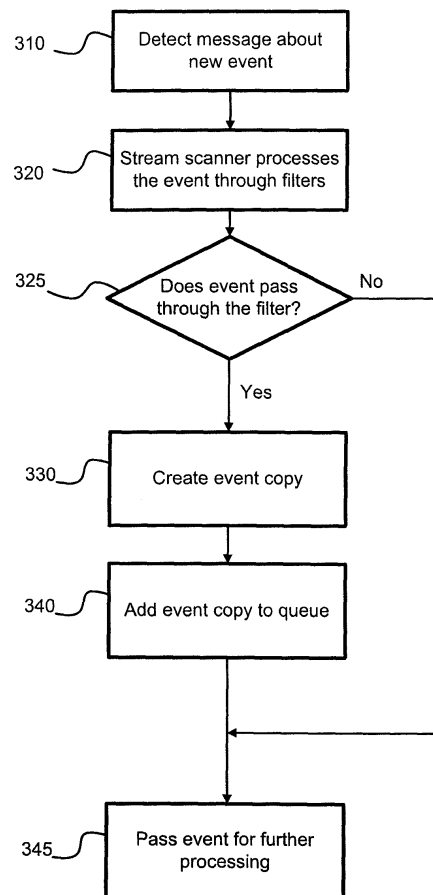 310
Detect message about
new event
320
Stream scanner processes
the event through filters
325
Does event pass
through the filter?
No
Yes
330
Create event copy
340
Add event copy to queue
345
Pass event for further
processing